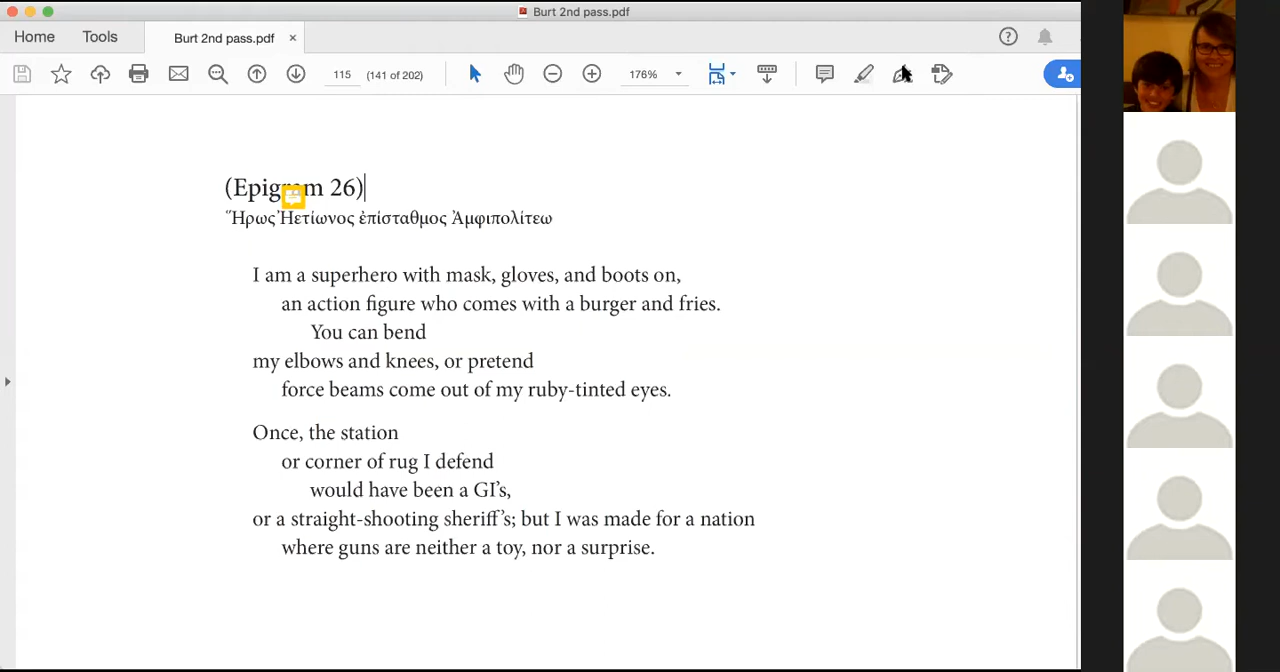 Burt 2nd pass.pdf
Home Tools Burt 2nd pass.pdf ×
115 (141 of 202) 176%
(Epigram 26)
Ἥρως Ἠετίωνος ἐπίσταθμος Ἀμφιπολίτεω
I am a superhero with mask, gloves, and boots on,
an action figure who comes with a burger and fries.
You can bend
my elbows and knees, or pretend
force beams come out of my ruby-tinted eyes.
Once, the station
or corner of rug I defend
would have been a GI’s,
or a straight-shooting sheriff’s; but I was made for a nation
where guns are neither a toy, nor a surprise.